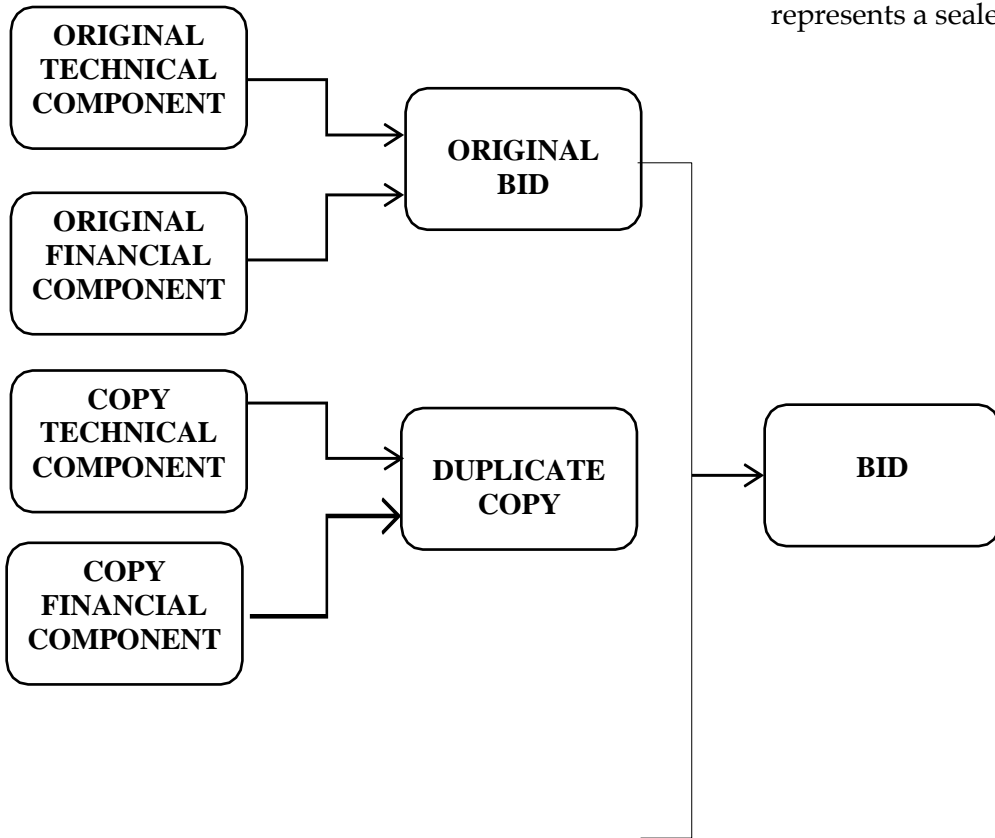 represents a seale
ORIGINAL
TECHNICAL
COMPONENT
ORIGINAL
BID
ORIGINAL
FINANCIAL
COMPONENT
COPY
TECHNICAL
COMPONENT
DUPLICATE
COPY
BID
COPY
FINANCIAL
COMPONENT